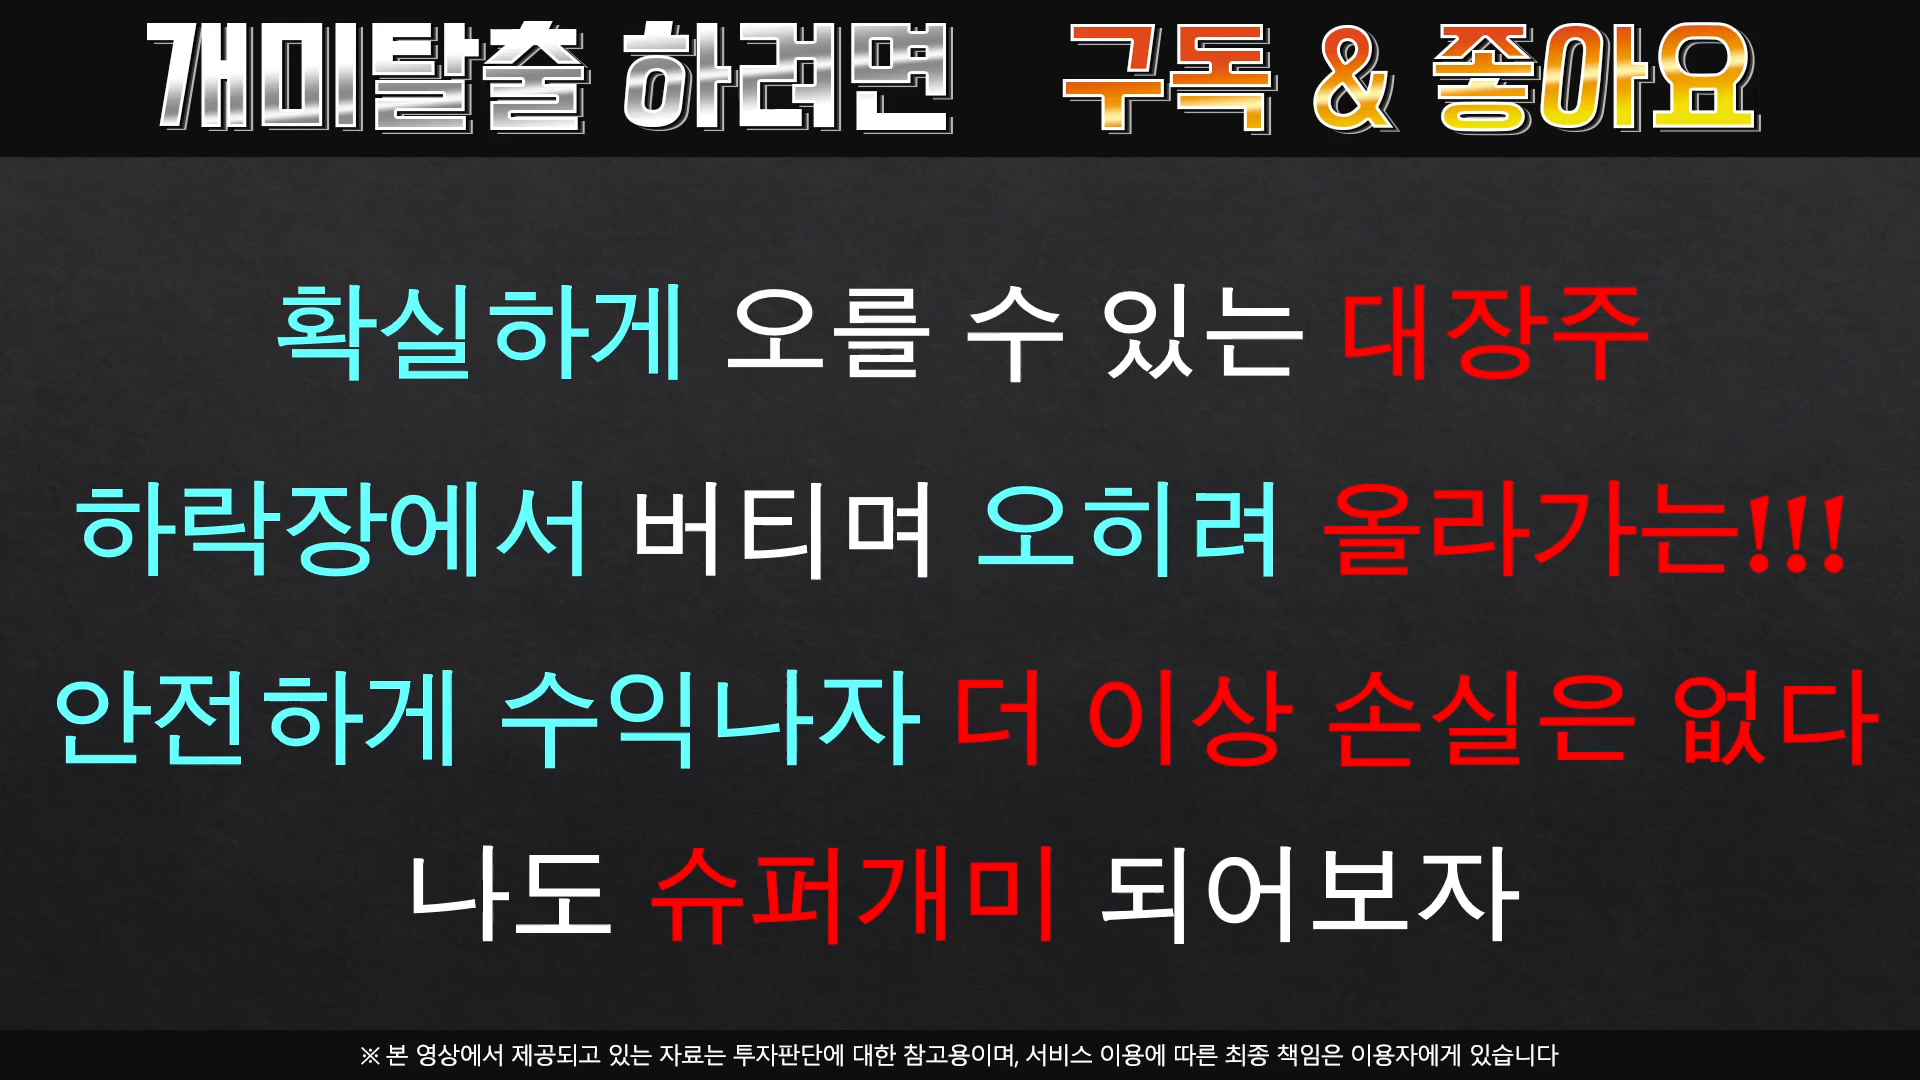 개미탈출 하려면 구독 & 좋아요
확실하게 오를 수 있는 대장주
하락장에서 버티며 오히려 올라가는!!!
안전하게 수익나자 더 이상 손실은 없다
나도 슈퍼개미 되어보자
※ 본 영상에서 제공되고 있는 자료는 투자판단에 대한 참고용이며, 서비스 이용에 따른 최종 책임은 이용자에게 있습니다